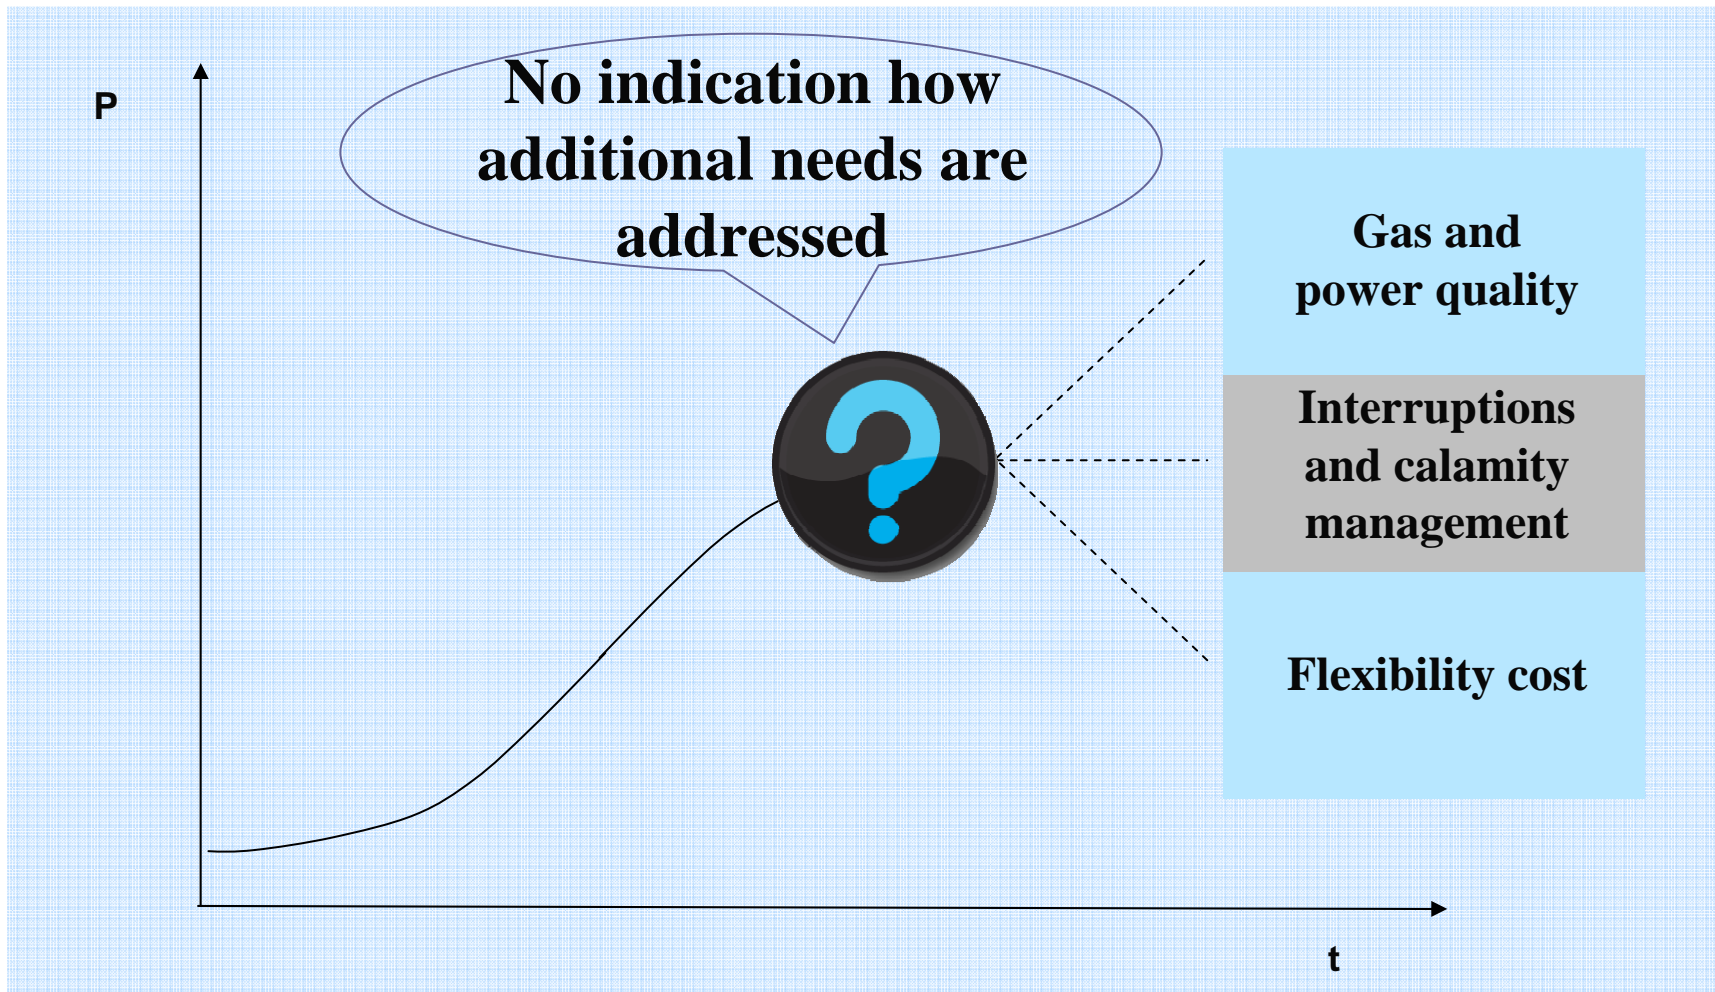 P
No indication how
additional needs are
addressed
Gas and
power quality
Interruptions
and calamity
management
Flexibility cost
t